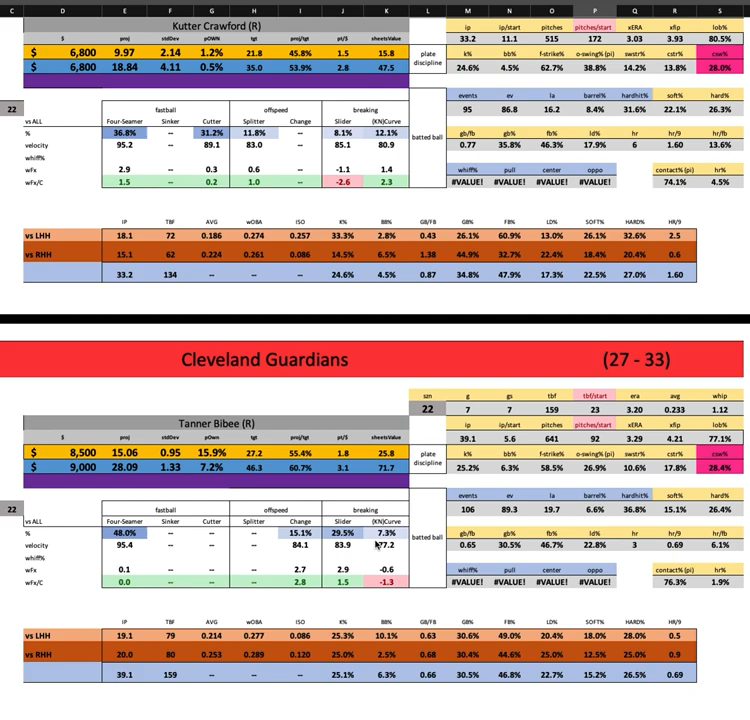 C D E F G H I J K L M N O P Q R S
Kutter Crawford (R) ip ip/start pitches pitches/start xERA xfip lob%
$ proj stdDev pOWN tgt proj/tgt pt/$ sheetsValue 33.2 11.1 515 172 3.03 3.93 80.5%
$ 6,800 9.97 2.14 1.2% 21.8 45.8% 1.5 15.8 plate discipline k% bb% f-strike% o-swing% (pi) swstr% cstr% csw%
$ 6,800 18.84 4.11 0.5% 35.0 53.9% 2.8 47.5 24.6% 4.5% 62.7% 38.8% 14.2% 13.8% 28.0%
22 fastball offspeed breaking batted ball events ev la barrel% hardhit% soft% hard%
95 86.8 16.2 8.4% 31.6% 22.1% 26.3%
vs ALL Four-Seamer Sinker Cutter Splitter Change Slider (KN)Curve
% 36.8% -- 31.2% 11.8% -- 8.1% 12.1% gb/fb gb% fb% ld% hr hr/9 hr/fb
velocity 95.2 -- 89.1 83.0 -- 85.1 80.9 0.77 35.8% 46.3% 17.9% 6 1.60 13.6%
whiff%
wFx 2.9 -- 0.3 0.6 -- -1.1 1.4 whiff% pull center oppo contact% (pi) hr%
wFx/C 1.5 -- 0.2 1.0 -- -2.6 2.3 #VALUE! #VALUE! #VALUE! #VALUE! 74.1% 4.5%
IP TBF AVG wOBA ISO K% BB% GB/FB GB% FB% LD% SOFT% HARD% HR/9
vs LHH 18.1 72 0.186 0.274 0.257 33.3% 2.8% 0.43 26.1% 60.9% 13.0% 26.1% 32.6% 2.5
vs RHH 15.1 62 0.224 0.261 0.086 14.5% 6.5% 1.38 44.9% 32.7% 22.4% 18.4% 20.4% 0.6
33.2 134 -- -- -- 24.6% 4.5% 0.87 34.8% 47.9% 17.3% 22.5% 27.0% 1.60
Cleveland Guardians (27 - 33)
szn g gs tbf tbf/start era avg whip
22 7 7 159 23 3.20 0.233 1.12
Tanner Bibee (R) ip ip/start pitches pitches/start xERA xfip lob%
$ proj stdDev pOwn tgt proj/tgt pt/$ sheetsValue 39.1 5.6 641 92 3.29 4.21 77.1%
$ 8,500 15.06 0.95 15.9% 27.2 55.4% 1.8 25.8 plate discipline k% bb% f-strike% o-swing% (pi) swstr% cstr% csw%
$ 9,000 28.09 1.33 7.2% 46.3 60.7% 3.1 71.7 25.2% 6.3% 58.5% 26.9% 10.6% 17.8% 28.4%
22 fastball offspeed breaking batted ball events ev la barrel% hardhit% soft% hard%
106 89.3 19.7 6.6% 36.8% 15.1% 26.4%
vs ALL Four-Seamer Sinker Cutter Splitter Change Slider (KN)Curve
% 48.0% -- -- -- 15.1% 29.5% 7.3% gb/fb gb% fb% ld% hr hr/9 hr/fb
velocity 95.4 -- -- -- 84.1 83.9 77.2 0.65 30.5% 46.7% 22.8% 3 0.69 6.1%
whiff%
wFx 0.1 -- -- -- 2.7 2.9 -0.6 whiff% pull center oppo contact% (pi) hr%
wFx/C 0.0 -- -- -- 2.8 1.5 -1.3 #VALUE! #VALUE! #VALUE! #VALUE! 76.3% 1.9%
IP TBF AVG wOBA ISO K% BB% GB/FB GB% FB% LD% SOFT% HARD% HR/9
vs LHH 19.1 79 0.214 0.277 0.086 25.3% 10.1% 0.63 30.6% 49.0% 20.4% 18.0% 28.0% 0.5
vs RHH 20.0 80 0.253 0.289 0.120 25.0% 2.5% 0.68 30.4% 44.6% 25.0% 12.5% 25.0% 0.9
39.1 159 -- -- -- 25.1% 6.3% 0.66 30.5% 46.8% 22.7% 15.2% 26.5% 0.69